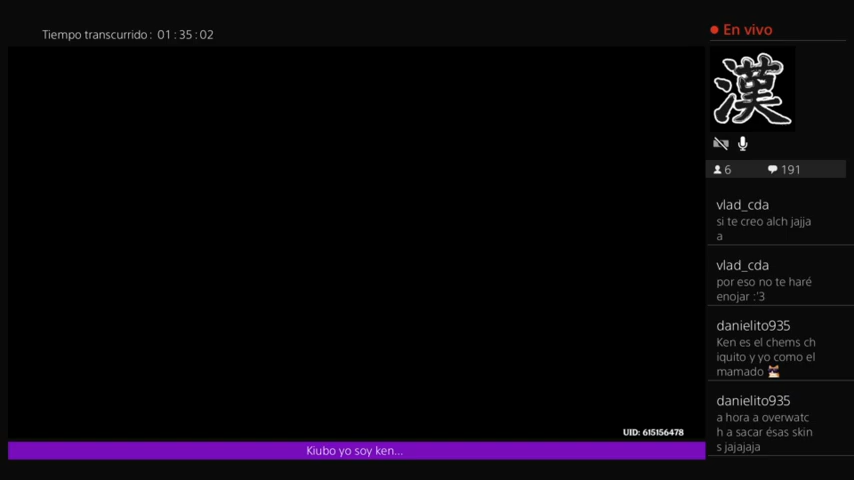 Tiempo transcurrido: 01:35:02
En vivo
漢
6 191
vlad_cda
si te creo alch jajja
a
vlad_cda
por eso no te haré
enojar :'3
danielito935
Ken es el chems ch
iquito y yo como el
mamado
danielito935
a hora a overwatc
h a sacar ésas skin
s jajajaja
UID: 615156478
Kiubo yo soy ken...